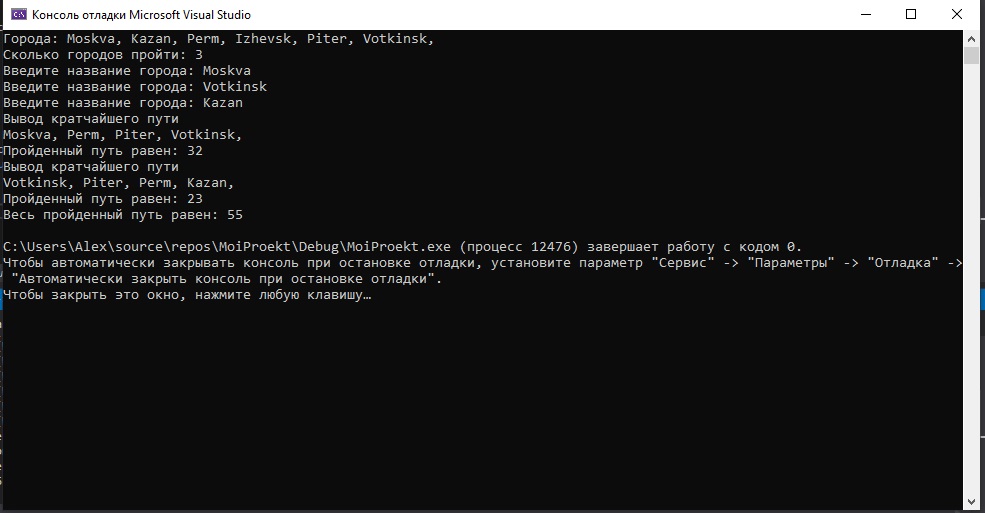 Консоль отладки Microsoft Visual Studio
Города: Moskva, Kazan, Perm, Izhevsk, Piter, Votkinsk,
Сколько городов пройти: 3
Введите название города: Moskva
Введите название города: Votkinsk
Введите название города: Kazan
Вывод кратчайшего пути
Moskva, Perm, Piter, Votkinsk,
Пройденный путь равен: 32
Вывод кратчайшего пути
Votkinsk, Piter, Perm, Kazan,
Пройденный путь равен: 23
Весь пройденный путь равен: 55
C:\Users\Alex\source\repos\MoiProekt\Debug\MoiProekt.exe (процесс 12476) завершает работу с кодом 0.
Чтобы автоматически закрывать консоль при остановке отладки, установите параметр "Сервис" -> "Параметры" -> "Отладка" ->
"Автоматически закрыть консоль при остановке отладки".
Чтобы закрыть это окно, нажмите любую клавишу…